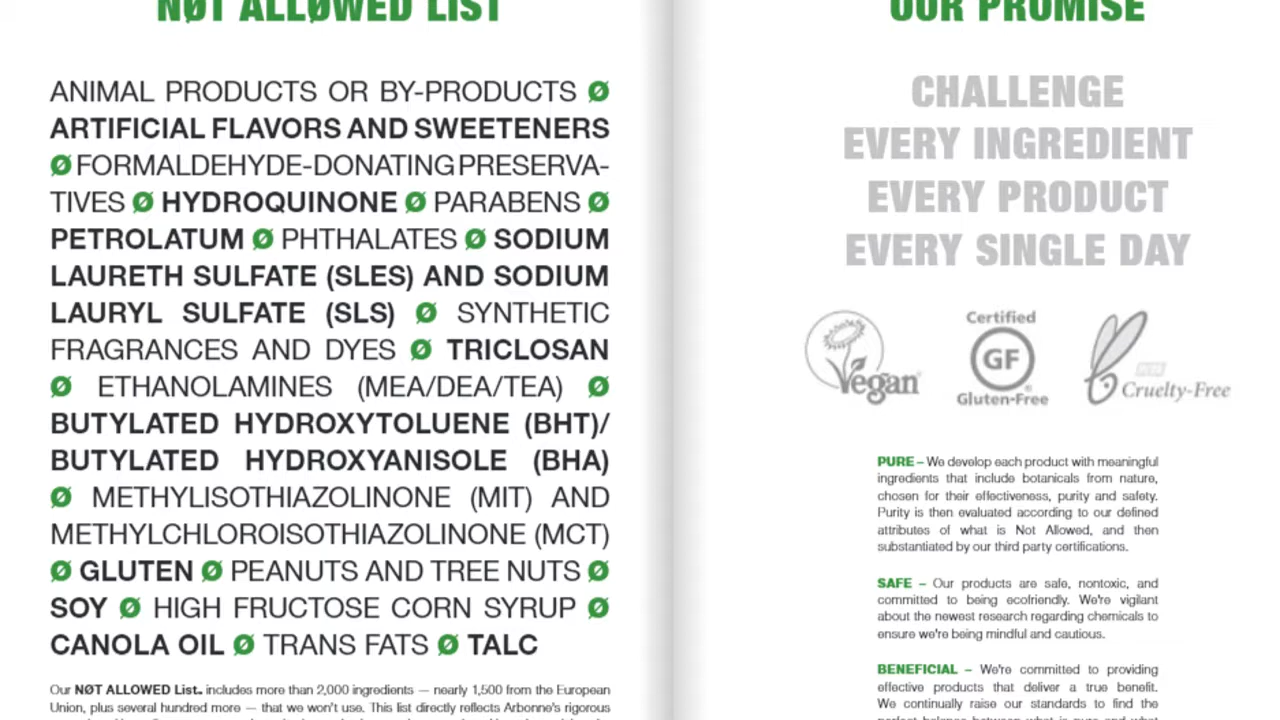 NØT ALLØWED LIST
ANIMAL PRODUCTS OR BY-PRODUCTS Ø
ARTIFICIAL FLAVORS AND SWEETENERS
Ø FORMALDEHYDE-DONATING PRESERVA-
TIVES Ø HYDROQUINONE Ø PARABENS Ø
PETROLATUM Ø PHTHALATES Ø SODIUM
LAURETH SULFATE (SLES) AND SODIUM
LAURYL SULFATE (SLS) Ø SYNTHETIC
FRAGRANCES AND DYES Ø TRICLOSAN
Ø ETHANOLAMINES (MEA/DEA/TEA) Ø
BUTYLATED HYDROXYTOLUENE (BHT)/
BUTYLATED HYDROXYANISOLE (BHA)
Ø METHYLISOTHIAZOLINONE (MIT) AND
METHYLCHLOROISOTHIAZOLINONE (MCT)
Ø GLUTEN Ø PEANUTS AND TREE NUTS Ø
SOY Ø HIGH FRUCTOSE CORN SYRUP Ø
CANOLA OIL Ø TRANS FATS Ø TALC
Our NØT ALLOWED List™ includes more than 2,000 ingredients — nearly 1,500 from the European
Union, plus several hundred more — that we won't use. This list directly reflects Arbonne's rigorous
OUR PROMISE
CHALLENGE
EVERY INGREDIENT
EVERY PRODUCT
EVERY SINGLE DAY
Vegan
Certified
GF
Gluten-Free
Cruelty-Free
PURE – We develop each product with meaningful
ingredients that include botanicals from nature,
chosen for their effectiveness, purity and safety.
Purity is then evaluated according to our defined
attributes of what is Not Allowed, and then
substantiated by our third party certifications.
SAFE – Our products are safe, nontoxic, and
committed to being ecofriendly. We're vigilant
about the newest research regarding chemicals to
ensure we're being mindful and cautious.
BENEFICIAL – We're committed to providing
effective products that deliver a true benefit.
We continually raise our standards to find the
perfect balance between what is pure and what